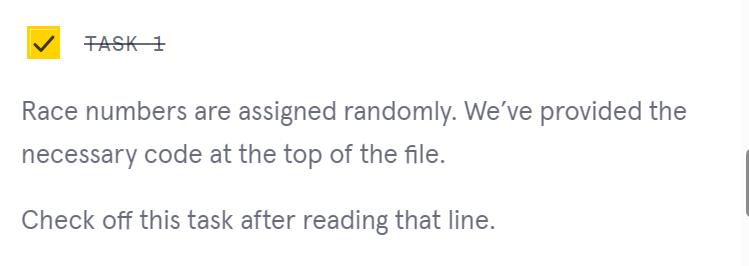 TASK 1
Race numbers are assigned randomly. We’ve provided the
necessary code at the top of the file.
Check off this task after reading that line.